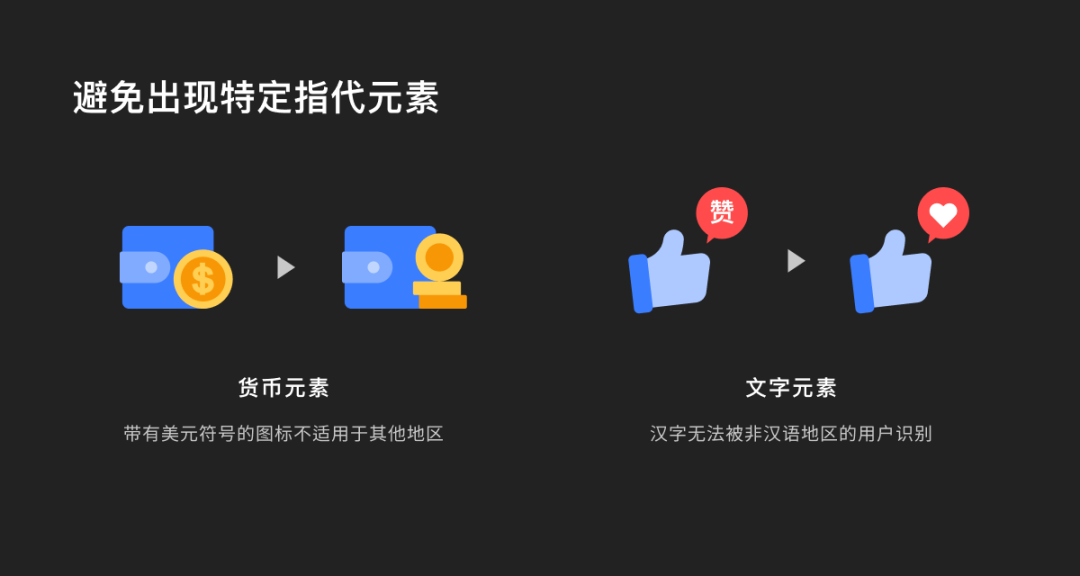 避免出现特定指代元素
$
赞
货币元素
文字元素
带有美元符号的图标不适用于其他地区
汉字无法被非汉语地区的用户识别